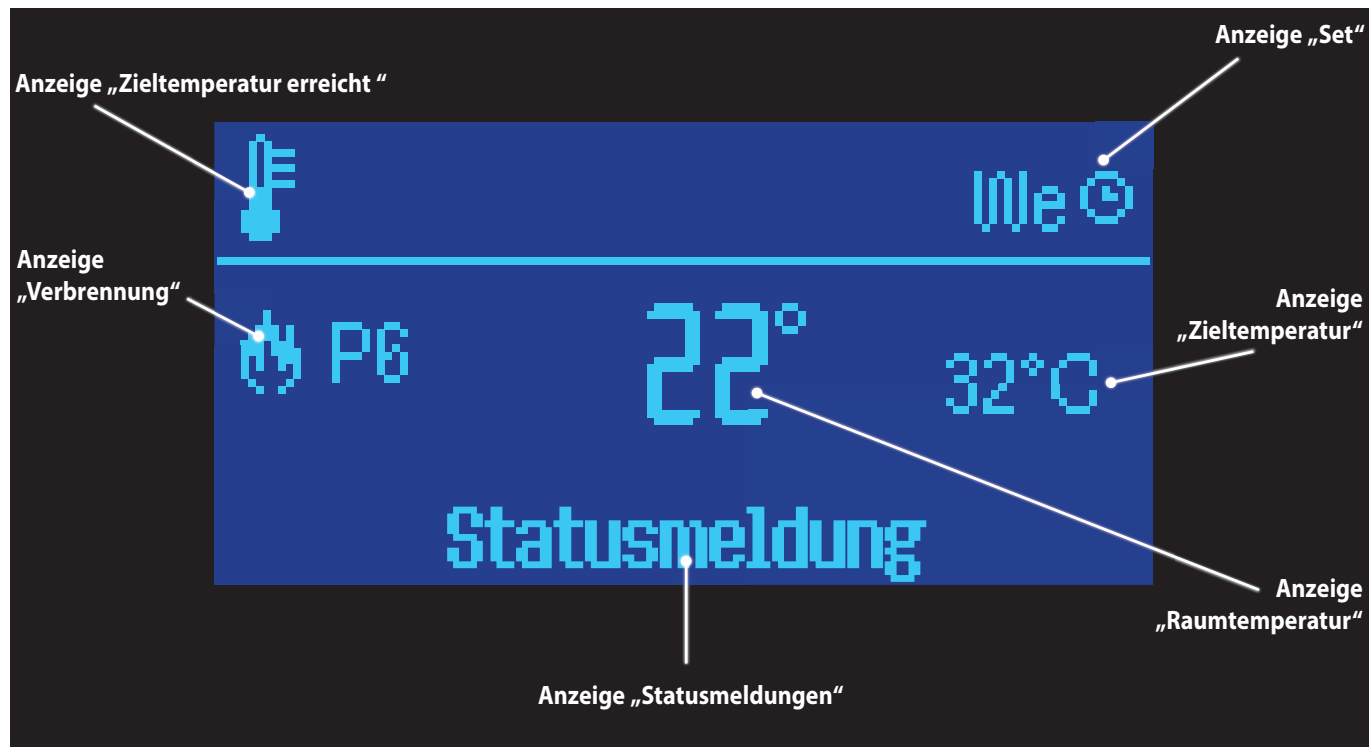 Anzeige „Set“
Anzeige „Zieltemperatur erreicht “
We
Anzeige
„Verbrennung“
P6
22°
32°C
Anzeige
„Zieltemperatur“
Statusmeldung
Anzeige
„Raumtemperatur“
Anzeige „Statusmeldungen“